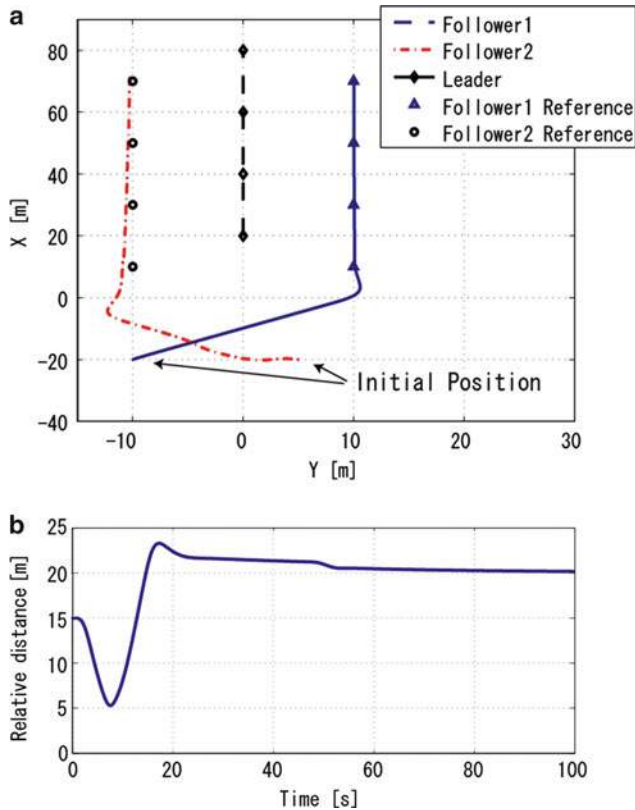 a
Follower1
Follower2
Leader
Follower1 Reference
Follower2 Reference
80
60
40
20
0
-20
-40
X [m]
Initial Position
-10
0
10
20
30
Y [m]
b
25
20
15
10
5
0
Relative distance [m]
0
20
40
60
80
100
Time [s]